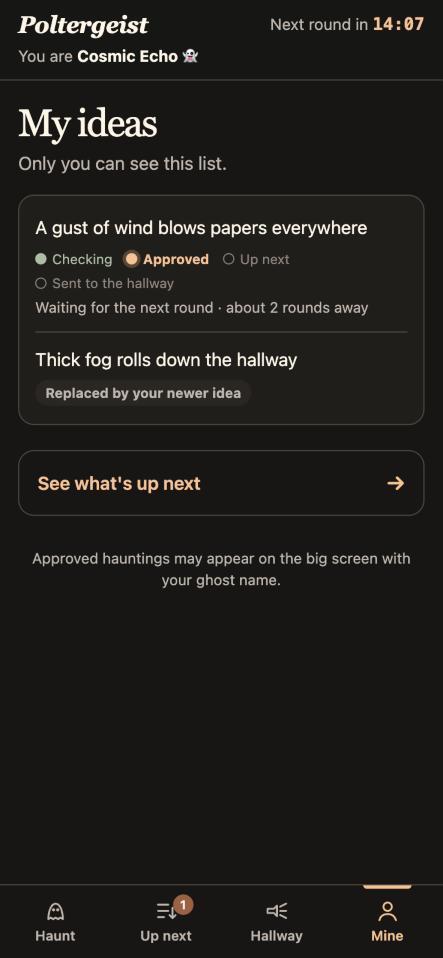 Poltergeist
Next round in 14:07
You are Cosmic Echo 👻
My ideas
Only you can see this list.
A gust of wind blows papers everywhere
Checking Approved Up next
Sent to the hallway
Waiting for the next round · about 2 rounds away
Thick fog rolls down the hallway
Replaced by your newer idea
See what's up next →
Approved hauntings may appear on the big screen with
your ghost name.
1
Haunt Up next Hallway Mine